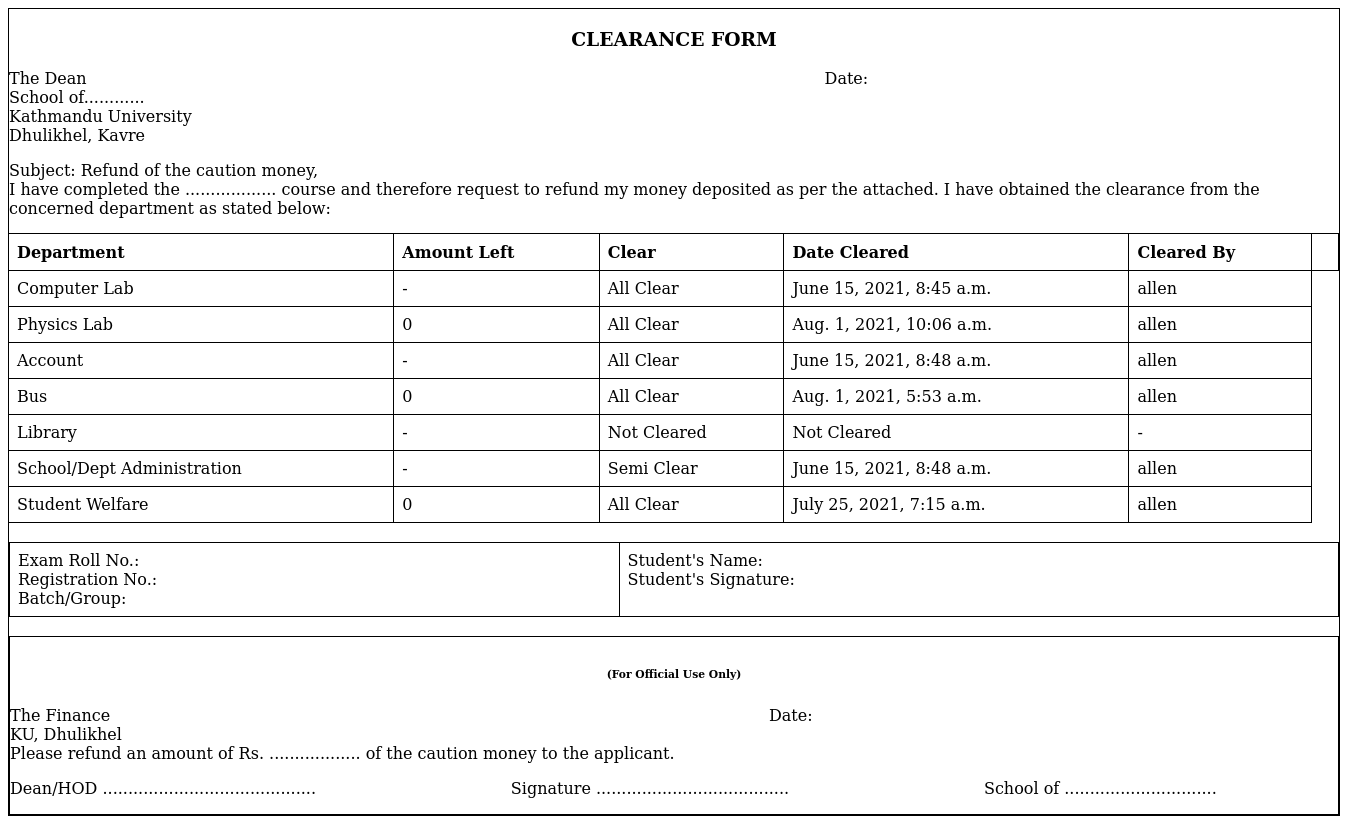 CLEARANCE FORM
The Dean Date:
School of............
Kathmandu University
Dhulikhel, Kavre
Subject: Refund of the caution money,
I have completed the .................. course and therefore request to refund my money deposited as per the attached. I have obtained the clearance from the
concerned department as stated below:
Department Amount Left Clear Date Cleared Cleared By
Computer Lab - All Clear June 15, 2021, 8:45 a.m. allen
Physics Lab 0 All Clear Aug. 1, 2021, 10:06 a.m. allen
Account - All Clear June 15, 2021, 8:48 a.m. allen
Bus 0 All Clear Aug. 1, 2021, 5:53 a.m. allen
Library - Not Cleared Not Cleared -
School/Dept Administration - Semi Clear June 15, 2021, 8:48 a.m. allen
Student Welfare 0 All Clear July 25, 2021, 7:15 a.m. allen
Exam Roll No.: Student's Name:
Registration No.: Student's Signature:
Batch/Group:
(For Official Use Only)
The Finance Date:
KU, Dhulikhel
Please refund an amount of Rs. .................. of the caution money to the applicant.
Dean/HOD .......................................... Signature ...................................... School of ..............................